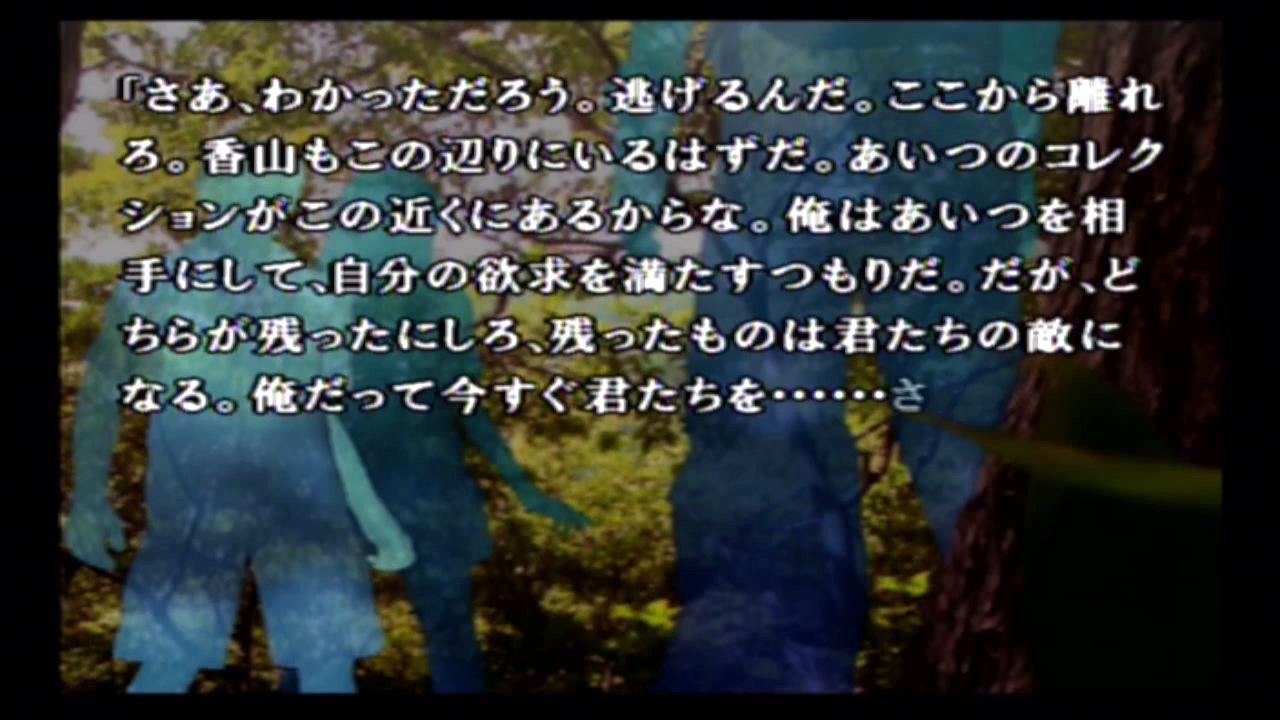 「さあ、わかっただろう。逃げるんだ。ここから離れ
ろ。香山もこの辺りにいるはずだ。あいつのコレク
ションがこの近くにあるからな。俺はあいつを相
手にして、自分の欲求を満たすつもりだ。だが、ど
ちらが残ったにしろ、残ったものは君たちの敵に
なる。俺だって今すぐ君たちを……さ